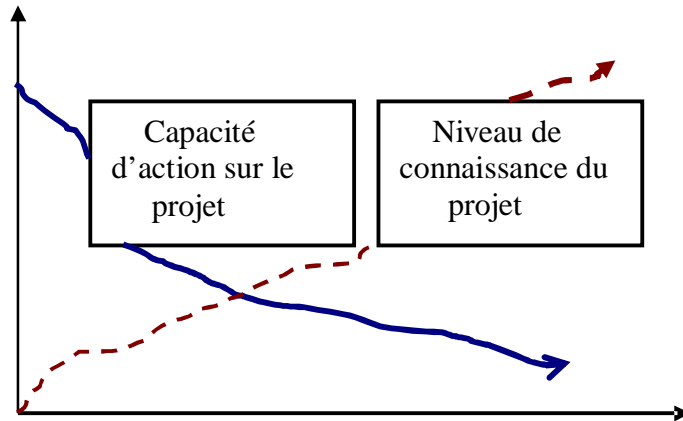 Capacité
d'action sur le
projet
Niveau de
connaissance du
projet